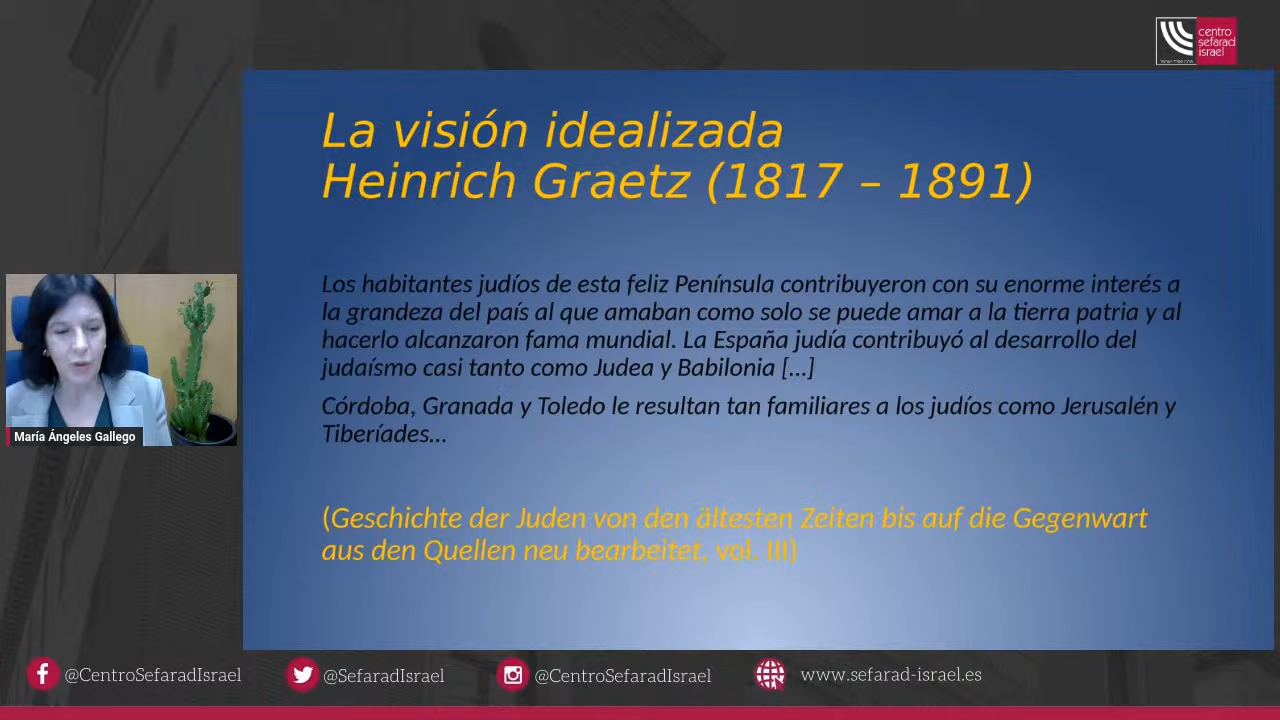 centro
sefarad
israel
La visión idealizada
Heinrich Graetz (1817 – 1891)
Los habitantes judíos de esta feliz Península contribuyeron con su enorme interés a
la grandeza del país al que amaban como solo se puede amar a la tierra patria y al
hacerlo alcanzaron fama mundial. La España judía contribuyó al desarrollo del
judaísmo casi tanto como Judea y Babilonia [...]
Córdoba, Granada y Toledo le resultan tan familiares a los judíos como Jerusalén y
Tiberíades...
(Geschichte der Juden von den ältesten Zeiten bis auf die Gegenwart
aus den Quellen neu bearbeitet, vol. III)
María Ángeles Gallego
@CentroSefaradIsrael
@SefaradIsrael
@CentroSefaradIsrael
www.sefarad-israel.es